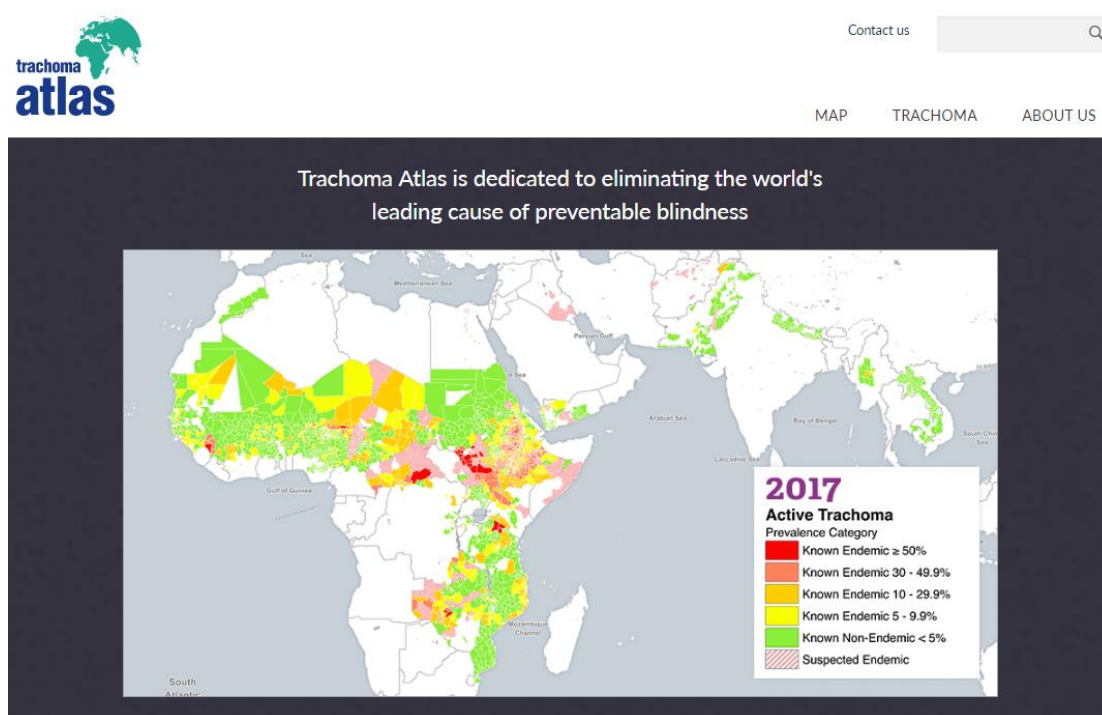 trachoma
atlas
Contact us
MAP TRACHOMA ABOUT US
Trachoma Atlas is dedicated to eliminating the world's
leading cause of preventable blindness
Sea
Mediterranean Sea
Persian Gulf
Arabian Sea
Bay of Bengal
South China
Sea
Laccadive Sea
Gulf of Guinea
Mozambique
Channel
South
Atlantic
2017
Active Trachoma
Prevalence Category
Known Endemic ≥ 50%
Known Endemic 30 - 49.9%
Known Endemic 10 - 29.9%
Known Endemic 5 - 9.9%
Known Non-Endemic < 5%
Suspected Endemic